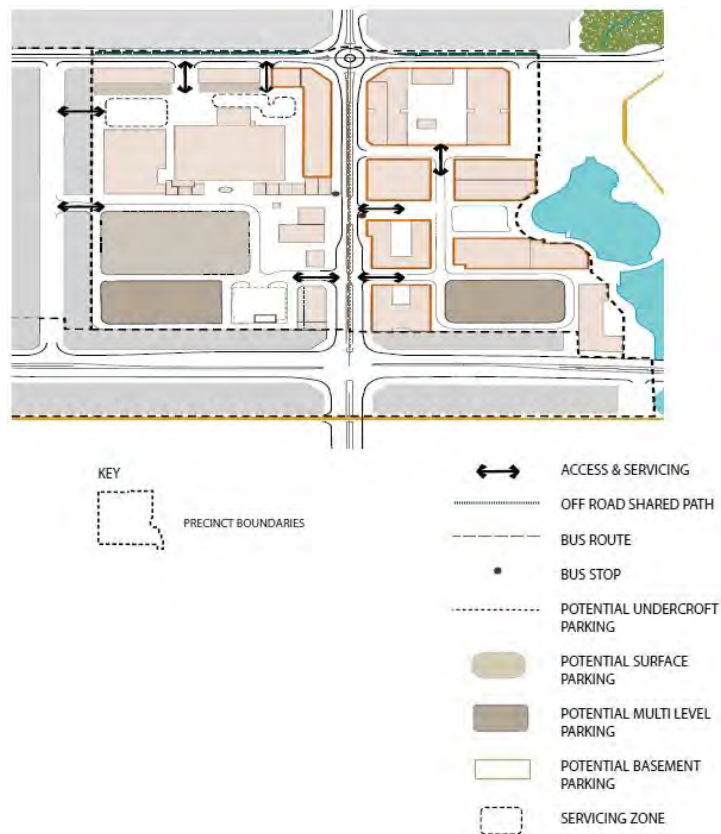 KEY
PRECINCT BOUNDARIES
ACCESS & SERVICING
OFF ROAD SHARED PATH
BUS ROUTE
BUS STOP
POTENTIAL UNDERCROFT
PARKING
POTENTIAL SURFACE
PARKING
POTENTIAL MULTI LEVEL
PARKING
POTENTIAL BASEMENT
PARKING
SERVICING ZONE